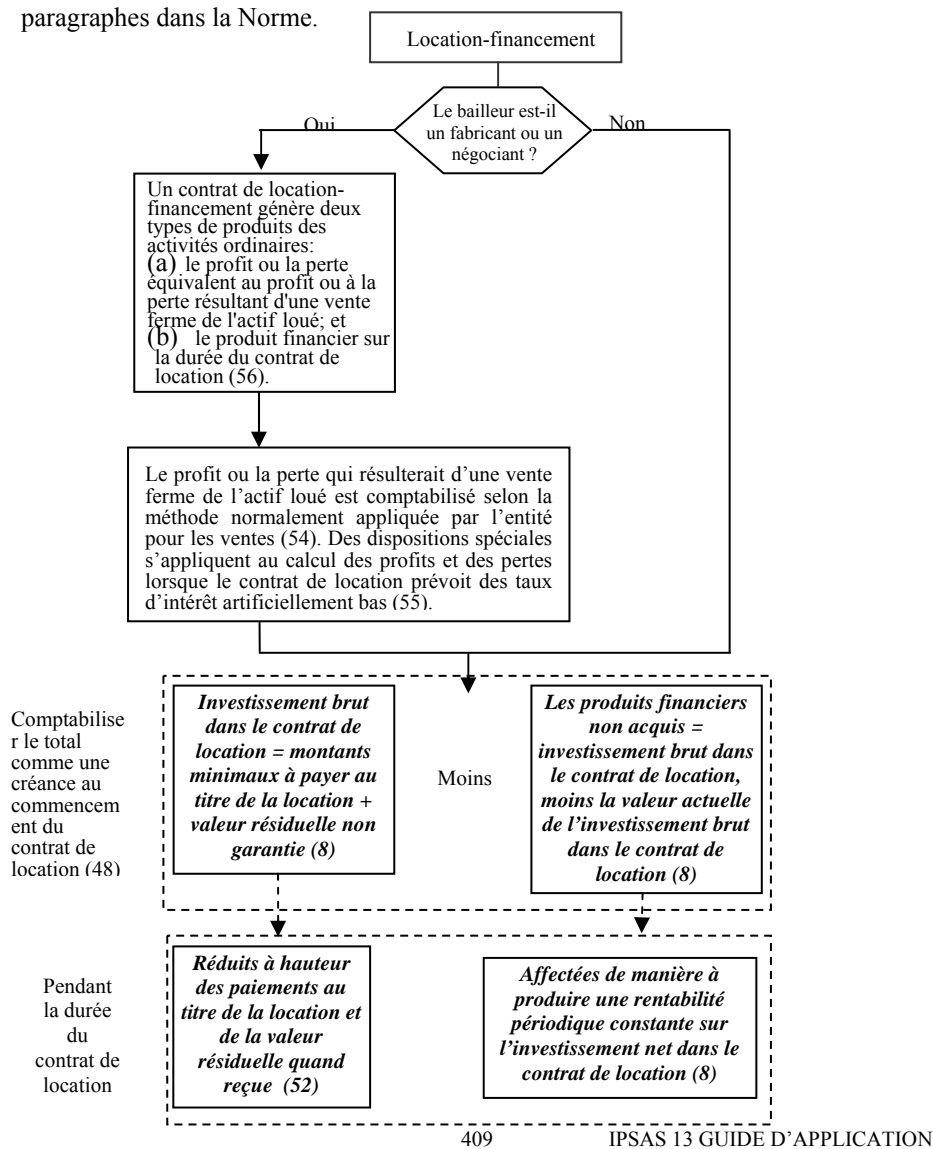 paragraphes dans la Norme.
Location-financement
Le bailleur est-il
un fabricant ou un
négociant ?
Oui
Non
Un contrat de location-
financement génère deux
types de produits des
activités ordinaires:
(a) le profit ou la perte
équivalent au profit ou à la
perte résultant d'une vente
ferme de l'actif loué; et
(b) le produit financier sur
la durée du contrat de
location (56).
Le profit ou la perte qui résulterait d’une vente
ferme de l’actif loué est comptabilisé selon la
méthode normalement appliquée par l’entité
pour les ventes (54). Des dispositions spéciales
s’appliquent au calcul des profits et des pertes
lorsque le contrat de location prévoit des taux
d’intérêt artificiellement bas (55).
Comptabilise
r le total
comme une
créance au
commencem
ent du
contrat de
location (48)
Investissement brut
dans le contrat de
location = montants
minimaux à payer au
titre de la location +
valeur résiduelle non
garantie (8)
Moins
Les produits financiers
non acquis =
investissement brut dans
le contrat de location,
moins la valeur actuelle
de l’investissement brut
dans le contrat de
location (8)
Pendant
la durée
du
contrat de
location
Réduits à hauteur
des paiements au
titre de la location et
de la valeur
résiduelle quand
reçue (52)
Affectées de manière à
produire une rentabilité
périodique constante sur
l’investissement net dans le
contrat de location (8)
409 IPSAS 13 GUIDE D’APPLICATION